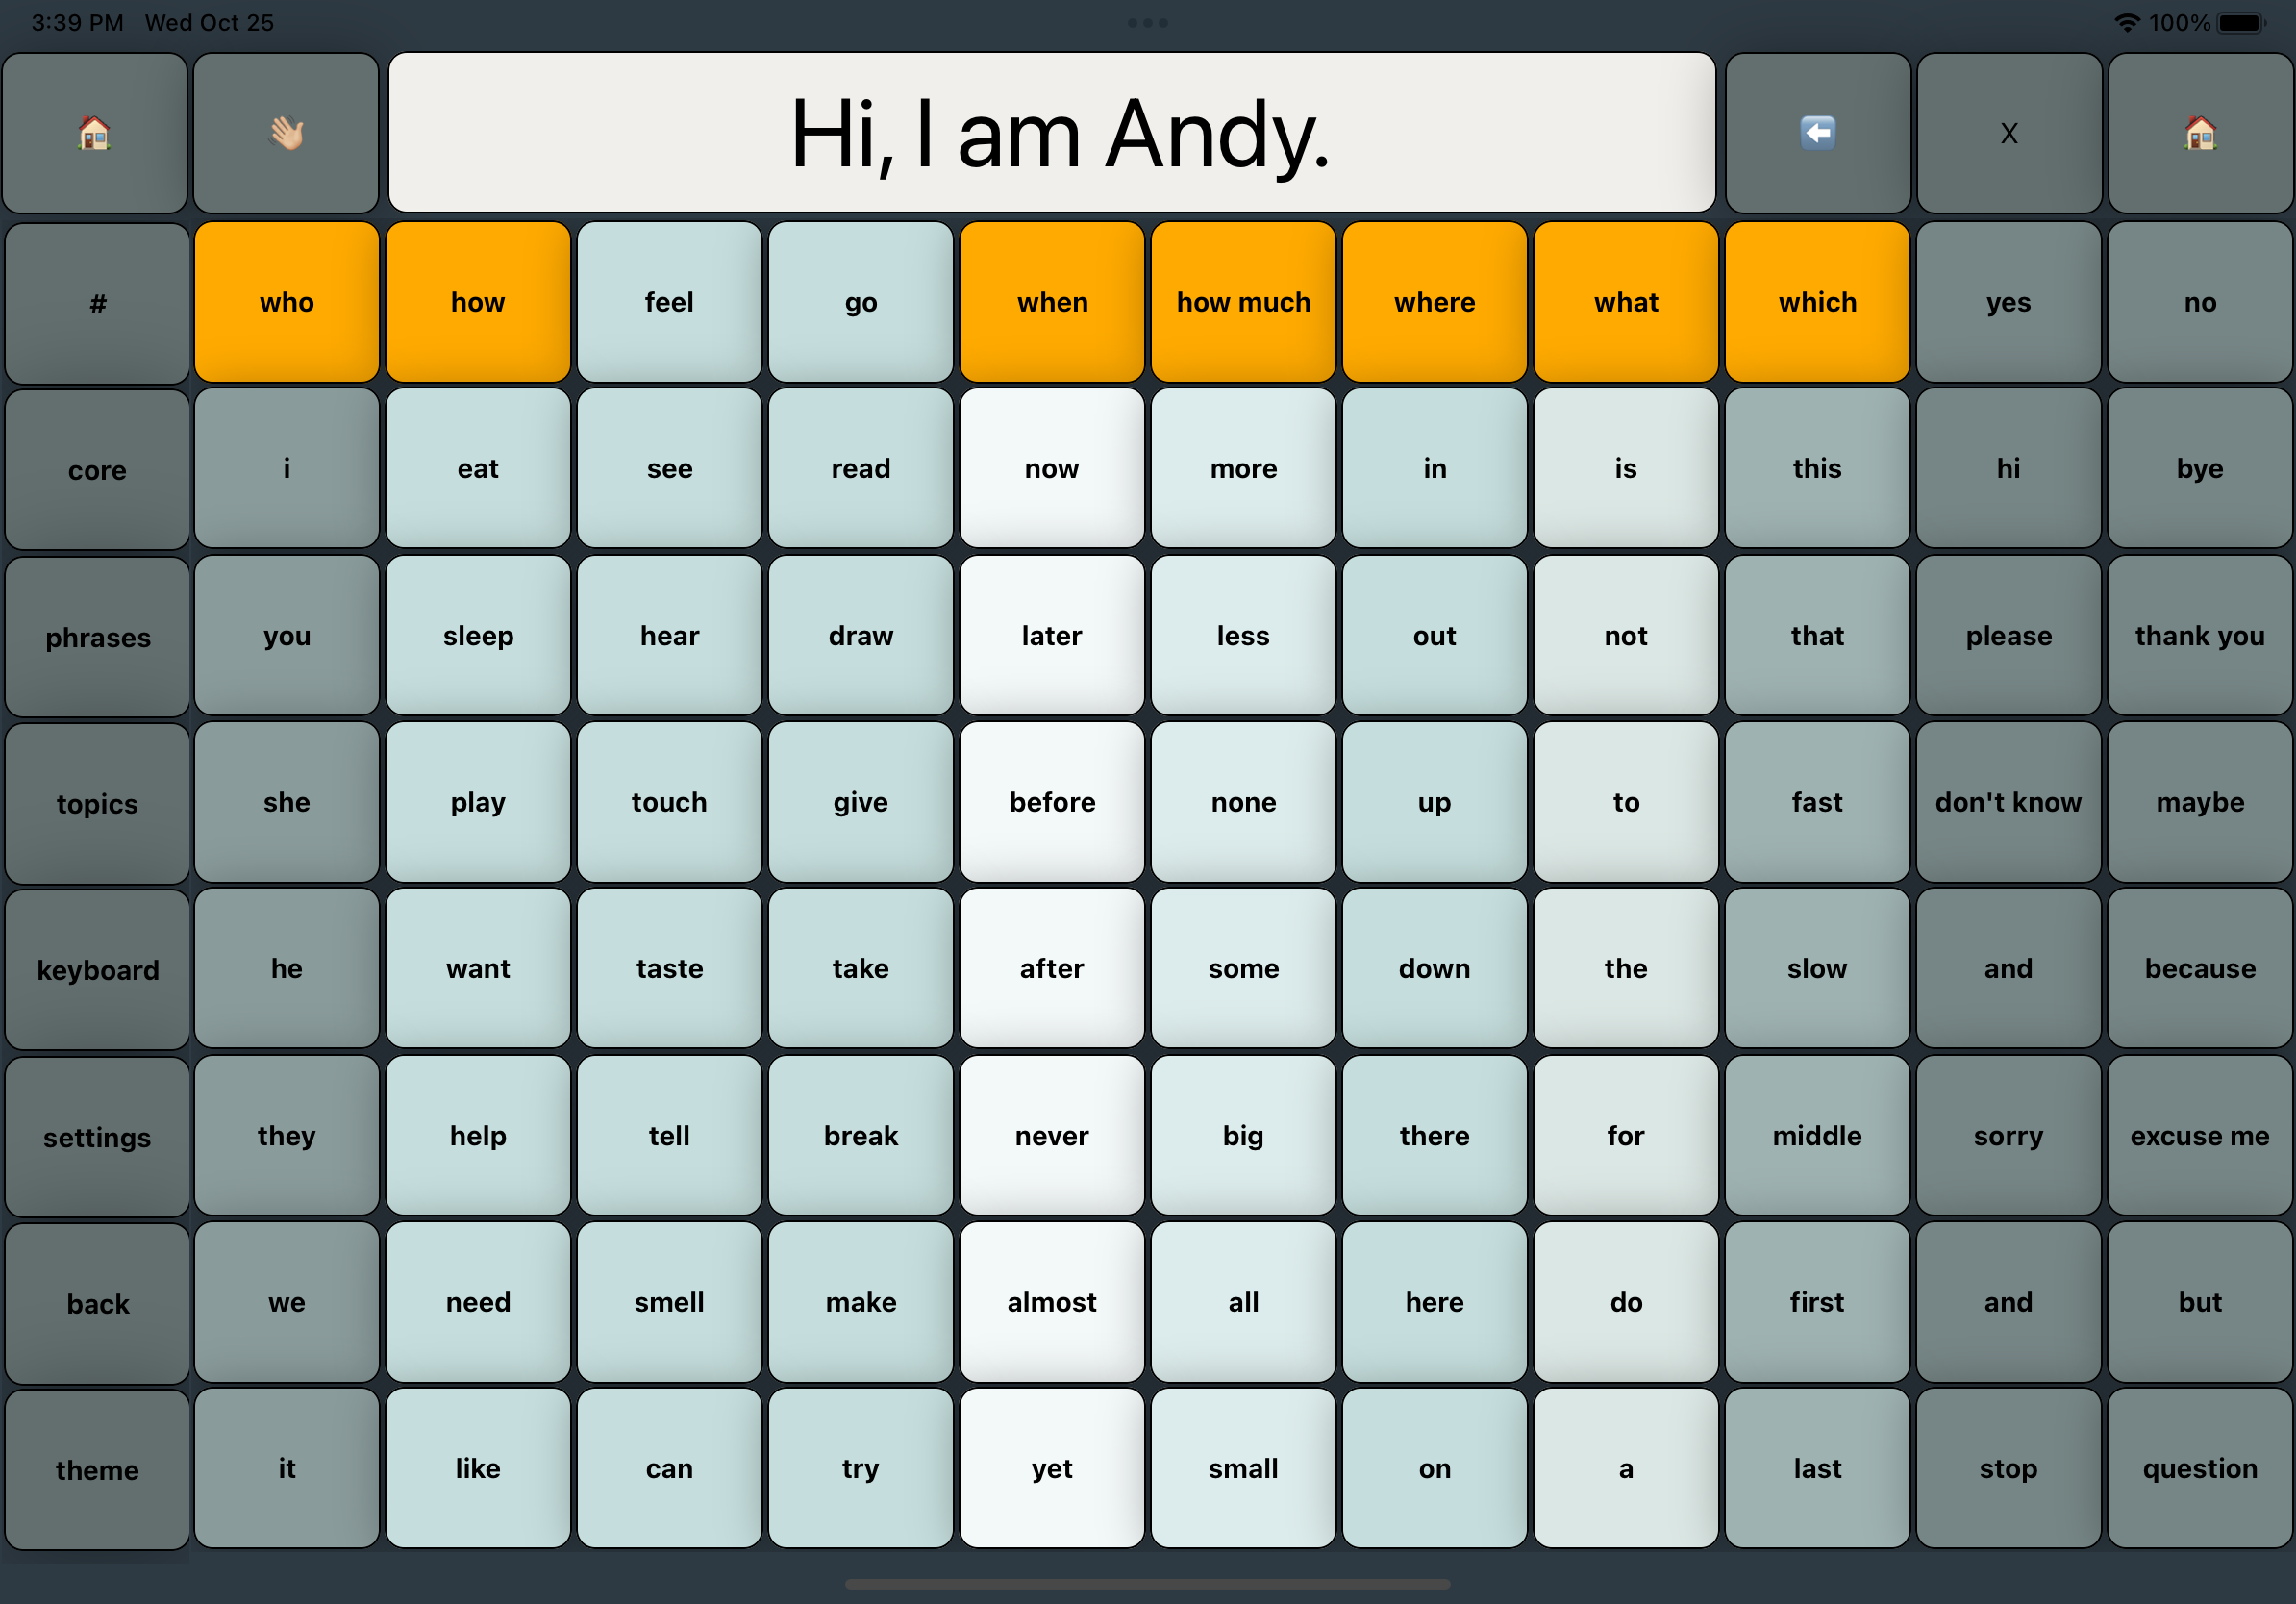 3:39 PM Wed Oct 25 100%
Hi, I am Andy. X
# who how feel go when how much where what which yes no
core i eat see read now more in is this hi bye
phrases you sleep hear draw later less out not that please thank you
topics she play touch give before none up to fast don't know maybe
keyboard he want taste take after some down the slow and because
settings they help tell break never big there for middle sorry excuse me
back we need smell make almost all here do first and but
theme it like can try yet small on a last stop question